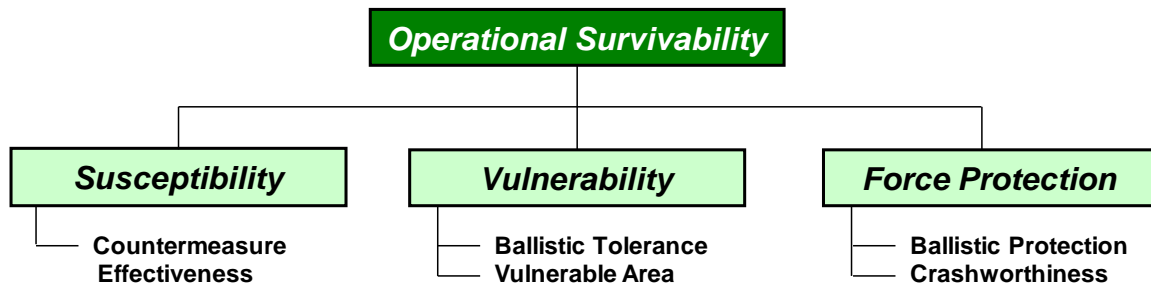 Operational Survivability
Susceptibility
Countermeasure
Effectiveness
Vulnerability
Ballistic Tolerance
Vulnerable Area
Force Protection
Ballistic Protection
Crashworthiness